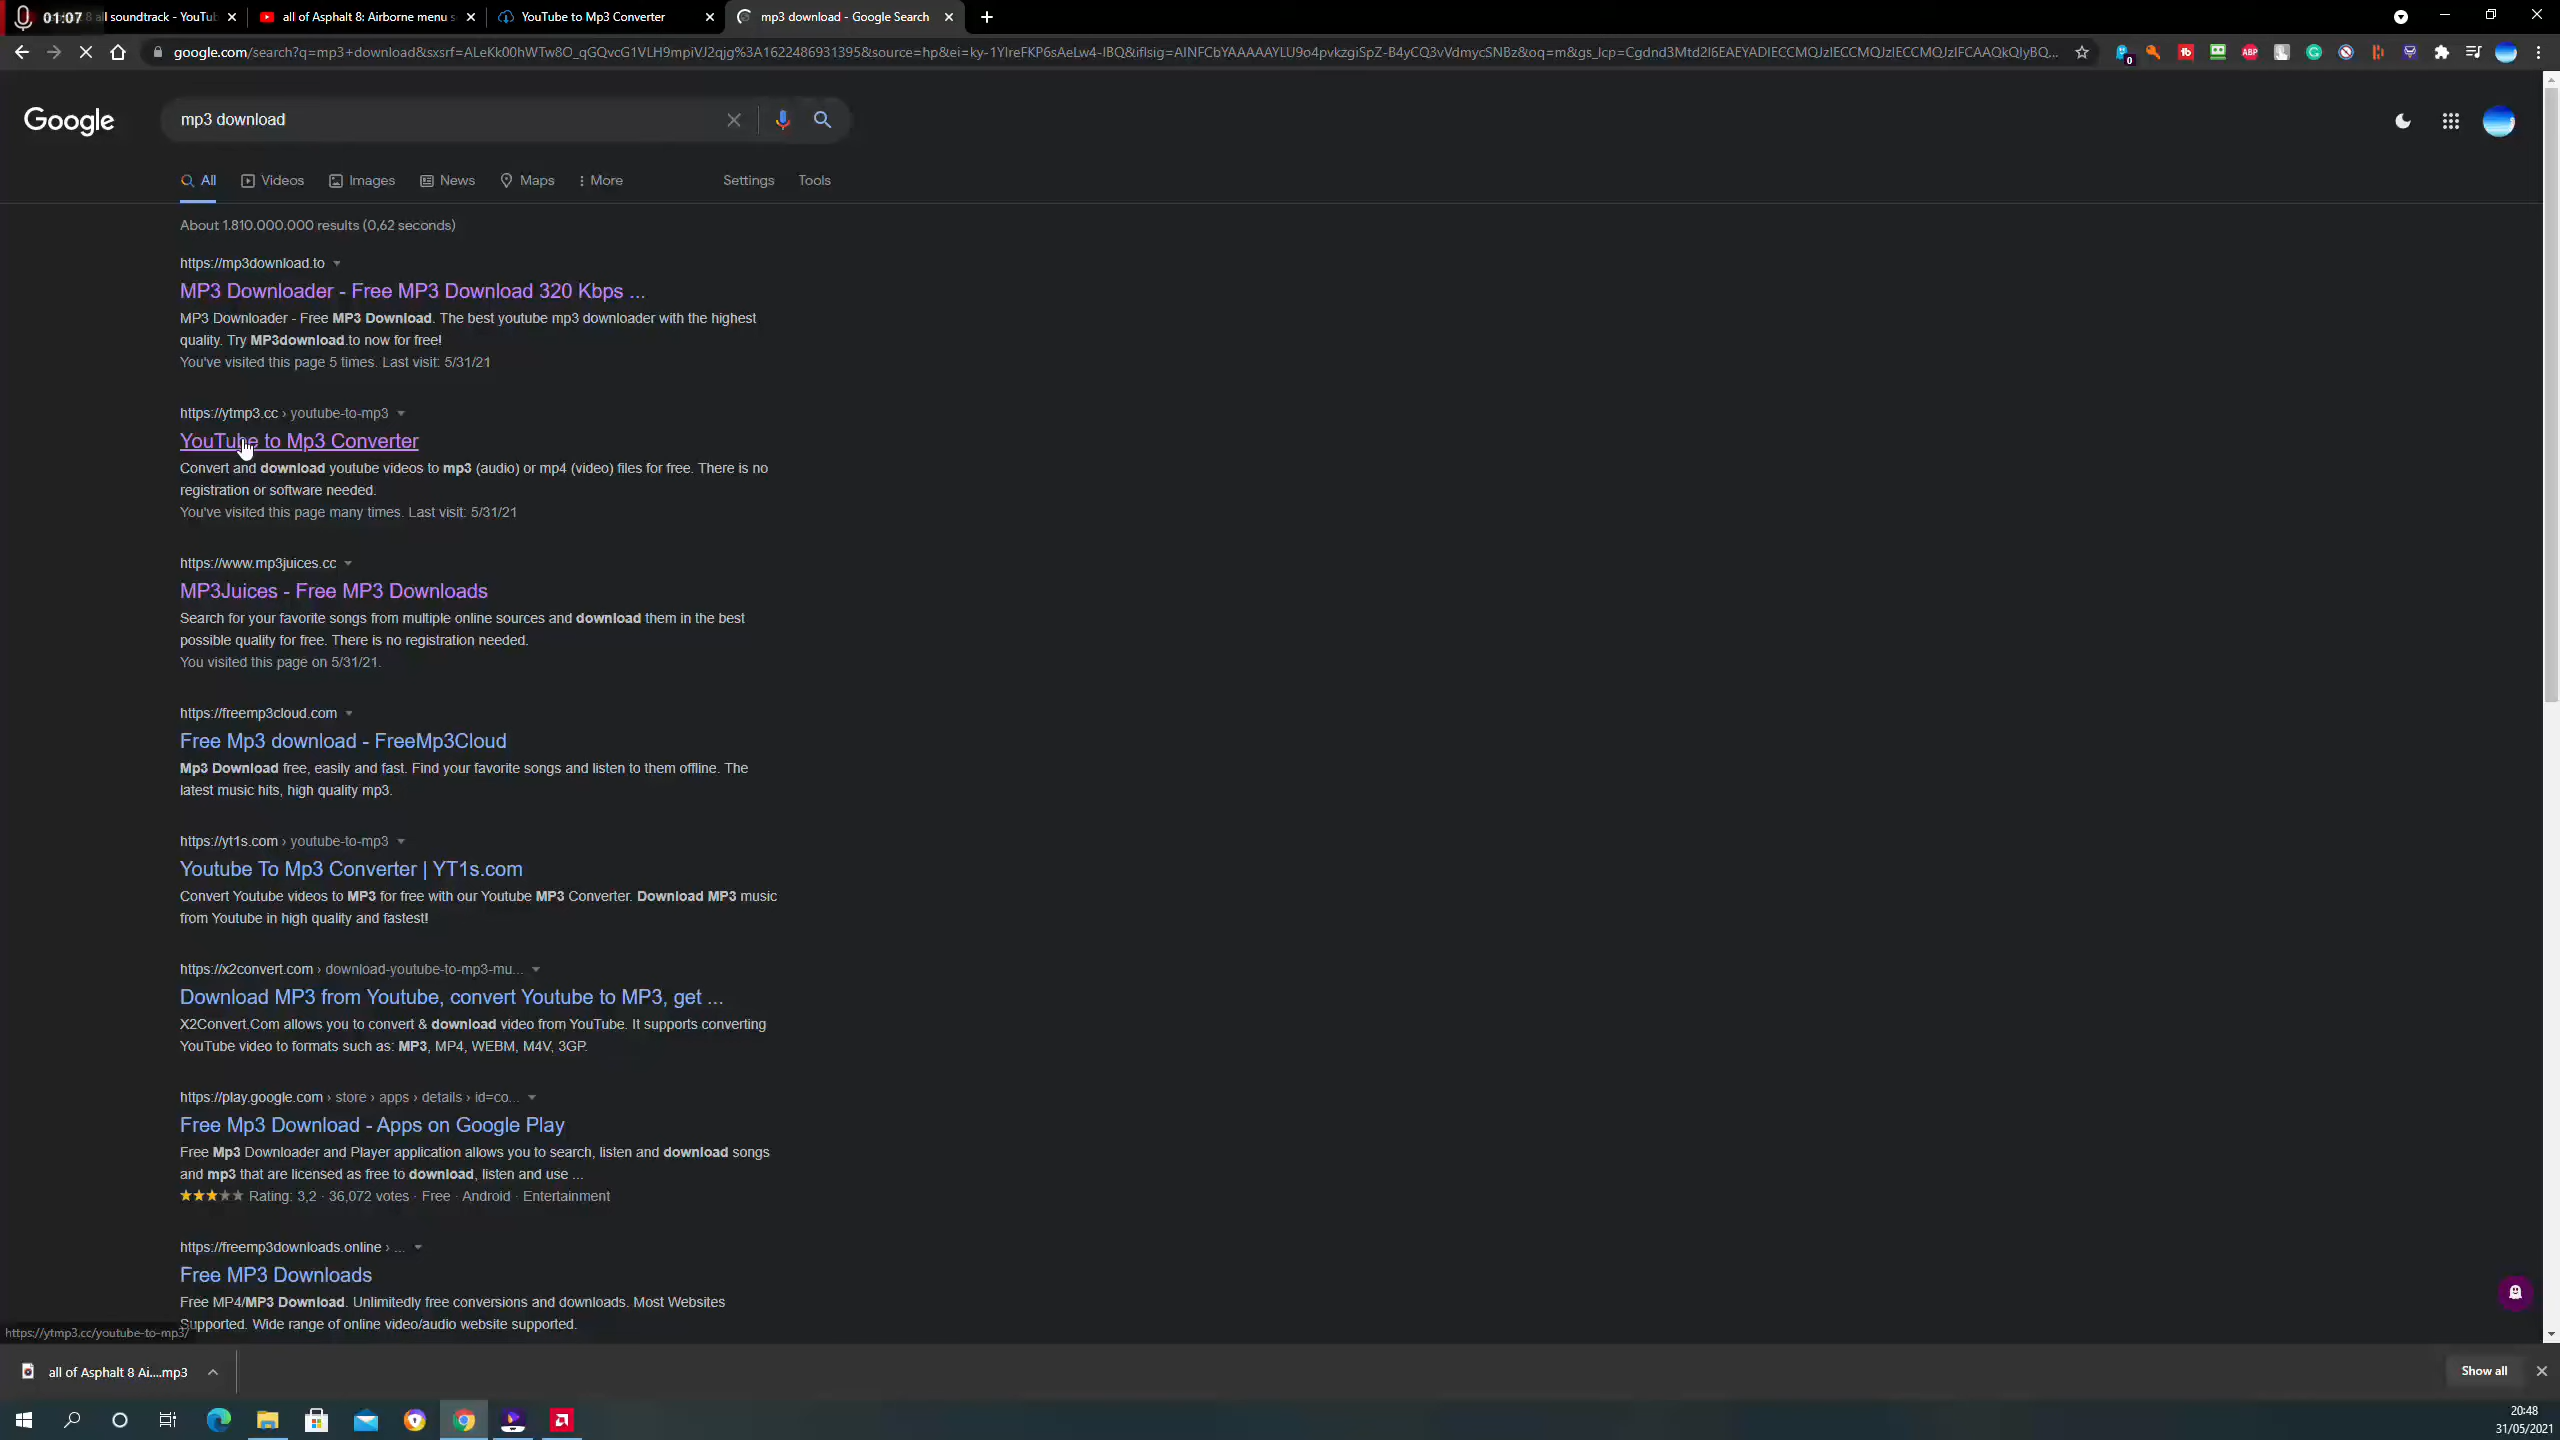 01:07
8 all soundtrack - YouTub
all of Asphalt 8: Airborne menu s
YouTube to Mp3 Converter
mp3 download - Google Search
google.com/search?q=mp3+download&sxsrf=ALeKk00hWTw8O_qGQvcG1VLH9mpiVJ2qjg%3A1622486931395&source=hp&ei=ky-1YIreFKP6sAeLw4-IBQ&iflsig=AINFCbYAAAAAYLU9o4pvkzgiSpZ-B4yCQ3vVdmycSNBz&oq=m&gs_lcp=Cgdnd3Mtd2l6EAEYADIECCMQJzIECCMQJzIECCMQJzIFCAAQkQIyBQ...
ABP
0
Google
mp3 download
All
Videos
Images
News
Maps
More
Settings
Tools
About 1.810.000.000 results (0,62 seconds)
https://mp3download.to
MP3 Downloader - Free MP3 Download 320 Kbps ...
MP3 Downloader - Free MP3 Download. The best youtube mp3 downloader with the highest
quality. Try MP3download.to now for free!
You've visited this page 5 times. Last visit: 5/31/21
https://ytmp3.cc › youtube-to-mp3
YouTube to Mp3 Converter
Convert and download youtube videos to mp3 (audio) or mp4 (video) files for free. There is no
registration or software needed.
You've visited this page many times. Last visit: 5/31/21
https://www.mp3juices.cc
MP3Juices - Free MP3 Downloads
Search for your favorite songs from multiple online sources and download them in the best
possible quality for free. There is no registration needed.
You visited this page on 5/31/21.
https://freemp3cloud.com
Free Mp3 download - FreeMp3Cloud
Mp3 Download free, easily and fast. Find your favorite songs and listen to them offline. The
latest music hits, high quality mp3.
https://yt1s.com › youtube-to-mp3
Youtube To Mp3 Converter | YT1s.com
Convert Youtube videos to MP3 for free with our Youtube MP3 Converter. Download MP3 music
from Youtube in high quality and fastest!
https://x2convert.com › download-youtube-to-mp3-mu...
Download MP3 from Youtube, convert Youtube to MP3, get ...
X2Convert.Com allows you to convert & download video from YouTube. It supports converting
YouTube video to formats such as: MP3, MP4, WEBM, M4V, 3GP.
https://play.google.com › store › apps › details › id=co...
Free Mp3 Download - Apps on Google Play
Free Mp3 Downloader and Player application allows you to search, listen and download songs
and mp3 that are licensed as free to download, listen and use ...
Rating: 3,2 · 36,072 votes · Free · Android · Entertainment
https://freemp3downloads.online › ...
Free MP3 Downloads
Free MP4/MP3 Download. Unlimitedly free conversions and downloads. Most Websites
Supported. Wide range of online video/audio website supported.
https://ytmp3.cc/youtube-to-mp3/
all of Asphalt 8 Ai....mp3
Show all
20:48
31/05/2021